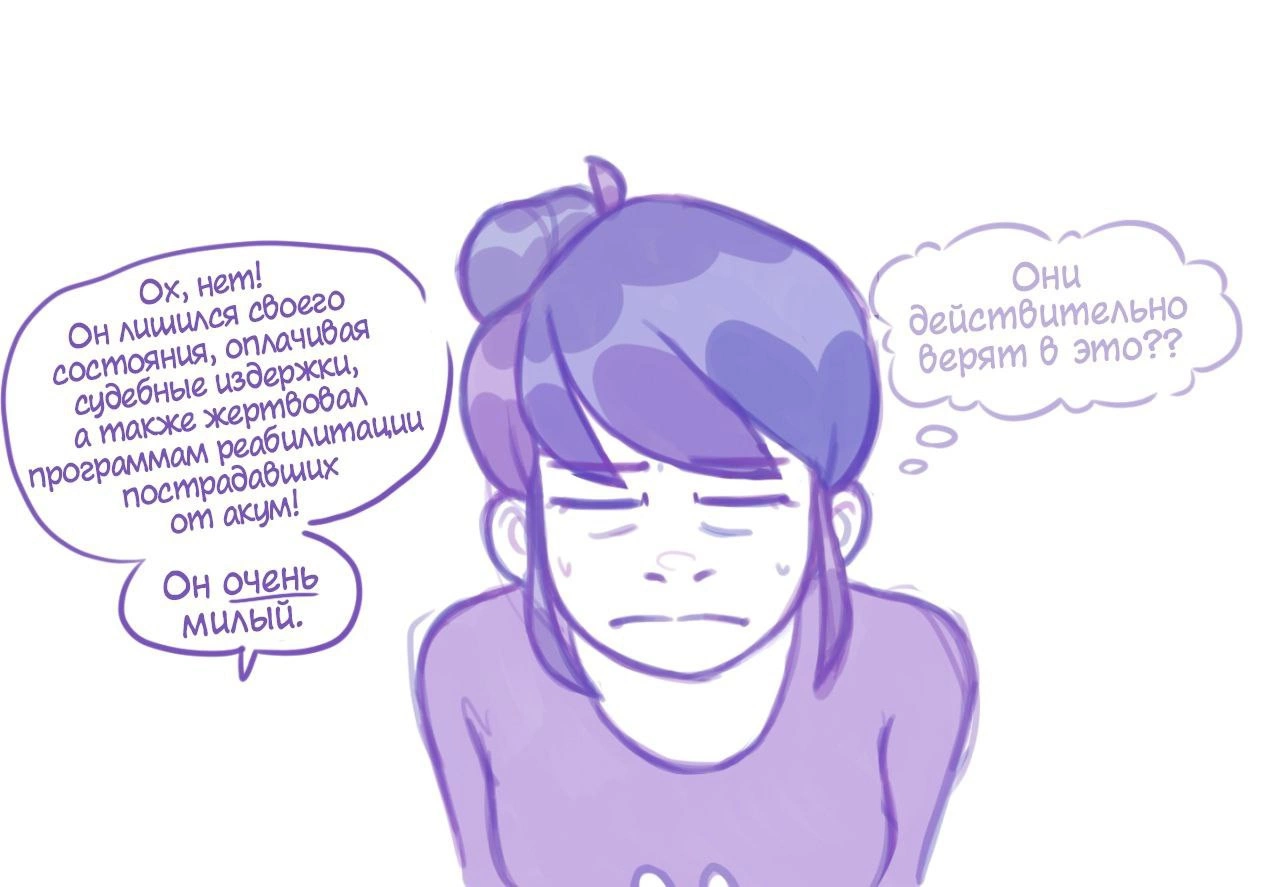 Ох, нет!
Он лишился своего
состояния, оплачивая
судебные издержки,
а также жертвовал
программам реабилитации
пострадавших
от акум!
Он очень
милый.
Они
действительно
верят в это??